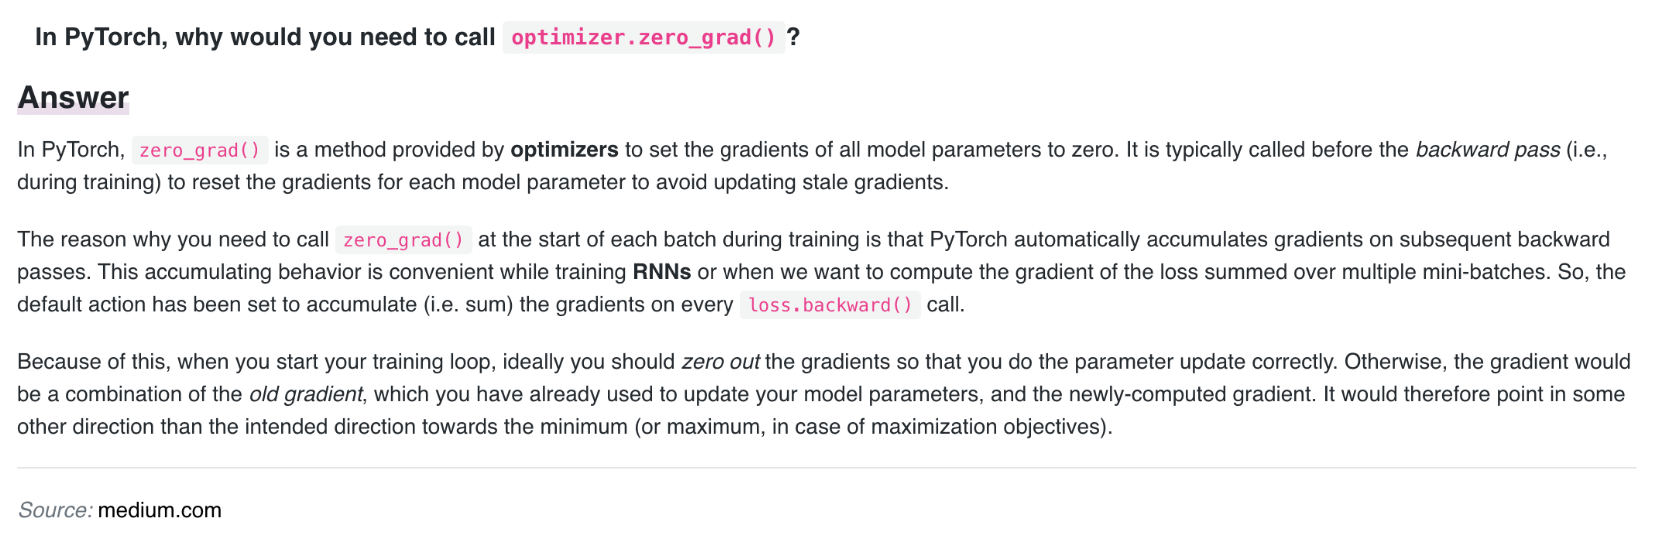 In PyTorch, why would you need to call optimizer.zero_grad() ?
Answer
In PyTorch, zero_grad() is a method provided by optimizers to set the gradients of all model parameters to zero. It is typically called before the backward pass (i.e.,
during training) to reset the gradients for each model parameter to avoid updating stale gradients.
The reason why you need to call zero_grad() at the start of each batch during training is that PyTorch automatically accumulates gradients on subsequent backward
passes. This accumulating behavior is convenient while training RNNs or when we want to compute the gradient of the loss summed over multiple mini-batches. So, the
default action has been set to accumulate (i.e. sum) the gradients on every loss.backward() call.
Because of this, when you start your training loop, ideally you should zero out the gradients so that you do the parameter update correctly. Otherwise, the gradient would
be a combination of the old gradient, which you have already used to update your model parameters, and the newly-computed gradient. It would therefore point in some
other direction than the intended direction towards the minimum (or maximum, in case of maximization objectives).
Source: medium.com